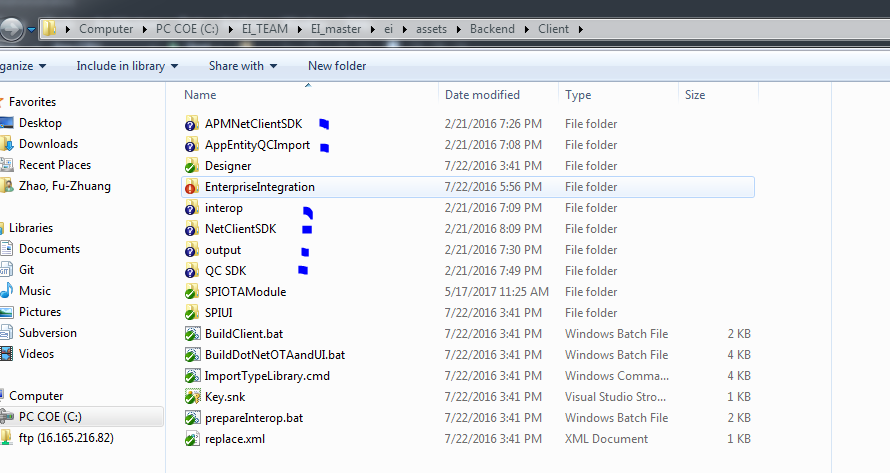 Computer PC COE (C:) EI_TEAM EI_master ei assets Backend Client
ganize Include in library Share with New folder
Favorites
Desktop
Downloads
Recent Places
Zhao, Fu-Zhuang
Libraries
Documents
Git
Music
Pictures
Subversion
Videos
Computer
PC COE (C:)
ftp (16.165.216.82)
Name Date modified Type Size
APMNetClientSDK 2/21/2016 7:26 PM File folder
AppEntityQCImport 2/21/2016 7:08 PM File folder
Designer 7/22/2016 3:41 PM File folder
EnterpriseIntegration 7/22/2016 5:56 PM File folder
interop 2/21/2016 7:09 PM File folder
NetClientSDK 2/21/2016 8:09 PM File folder
output 2/21/2016 7:30 PM File folder
QC SDK 2/21/2016 7:49 PM File folder
SPIOTAModule 5/17/2017 11:25 AM File folder
SPIUI 7/22/2016 3:41 PM File folder
BuildClient.bat 7/22/2016 3:41 PM Windows Batch File 2 KB
BuildDotNetOTAandUI.bat 7/22/2016 3:41 PM Windows Batch File 4 KB
ImportTypeLibrary.cmd 7/22/2016 3:41 PM Windows Comma... 4 KB
Key.snk 7/22/2016 3:41 PM Visual Studio Stro... 1 KB
prepareInterop.bat 7/22/2016 3:41 PM Windows Batch File 2 KB
replace.xml 7/22/2016 3:41 PM XML Document 1 KB